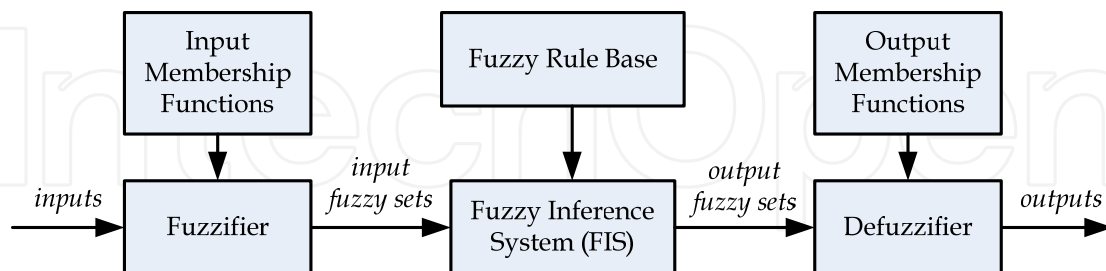 Input
Membership
Functions
Fuzzy Rule Base
Output
Membership
Functions
inputs
Fuzzifier
input
fuzzy sets
Fuzzy Inference
System (FIS)
output
fuzzy sets
Defuzzifier
outputs
IntechOpen